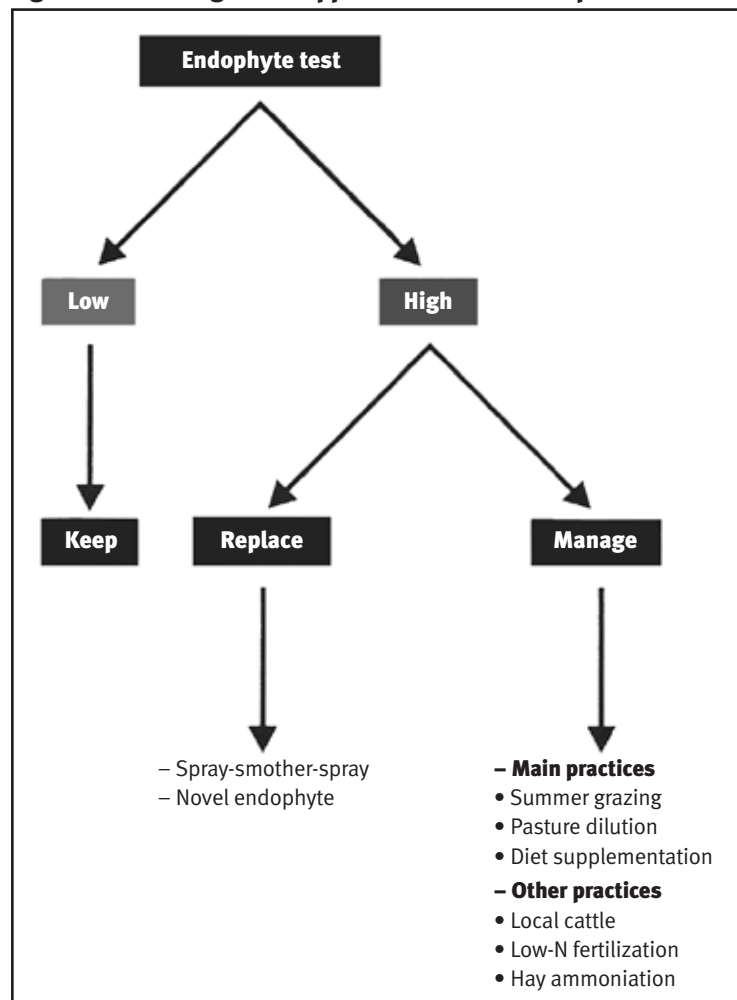 Endophyte test
Low
High
Keep
Replace
Manage
– Spray-smother-spray
– Novel endophyte
– Main practices
• Summer grazing
• Pasture dilution
• Diet supplementation
– Other practices
• Local cattle
• Low-N fertilization
• Hay ammoniation